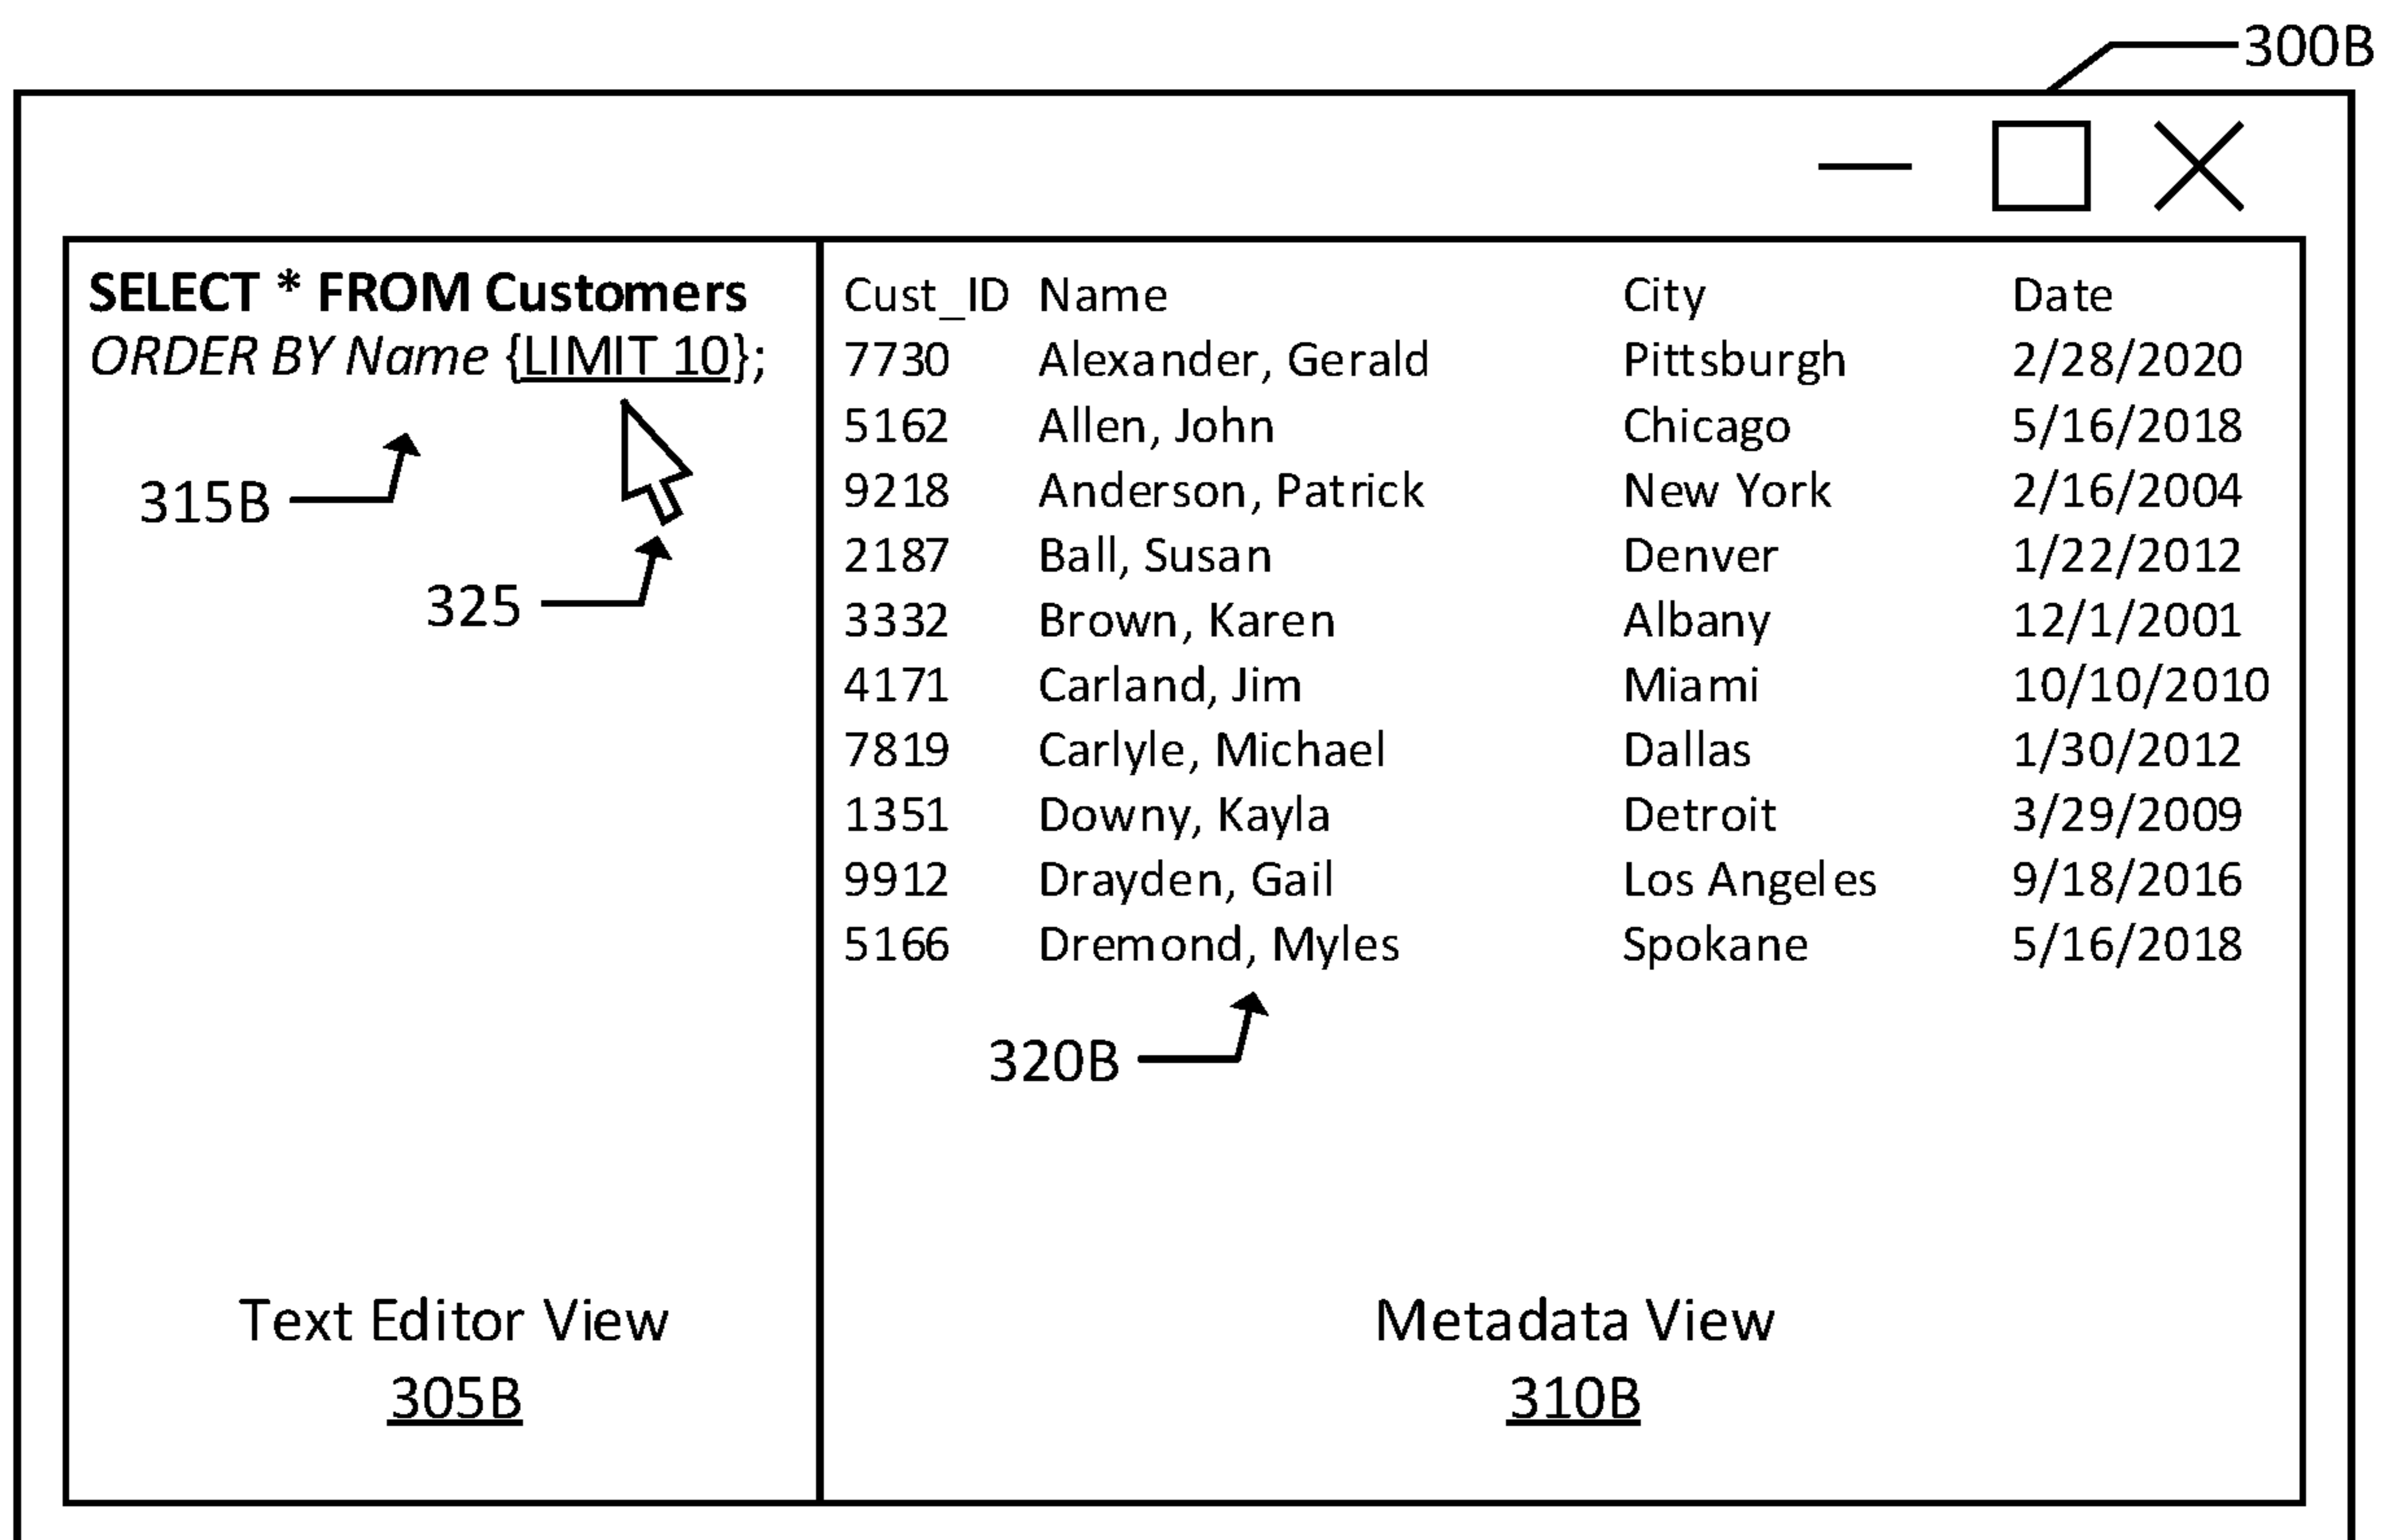 300B
SELECT * FROM Customers
ORDER BY Name {LIMIT 10};
315B
325
Text Editor View
305B
Cust_ID Name City Date
7730 Alexander, Gerald Pittsburgh 2/28/2020
5162 Allen, John Chicago 5/16/2018
9218 Anderson, Patrick New York 2/16/2004
2187 Ball, Susan Denver 1/22/2012
3332 Brown, Karen Albany 12/1/2001
4171 Carland, Jim Miami 10/10/2010
7819 Carlyle, Michael Dallas 1/30/2012
1351 Downy, Kayla Detroit 3/29/2009
9912 Drayden, Gail Los Angeles 9/18/2016
5166 Dremond, Myles Spokane 5/16/2018
320B
Metadata View
310B